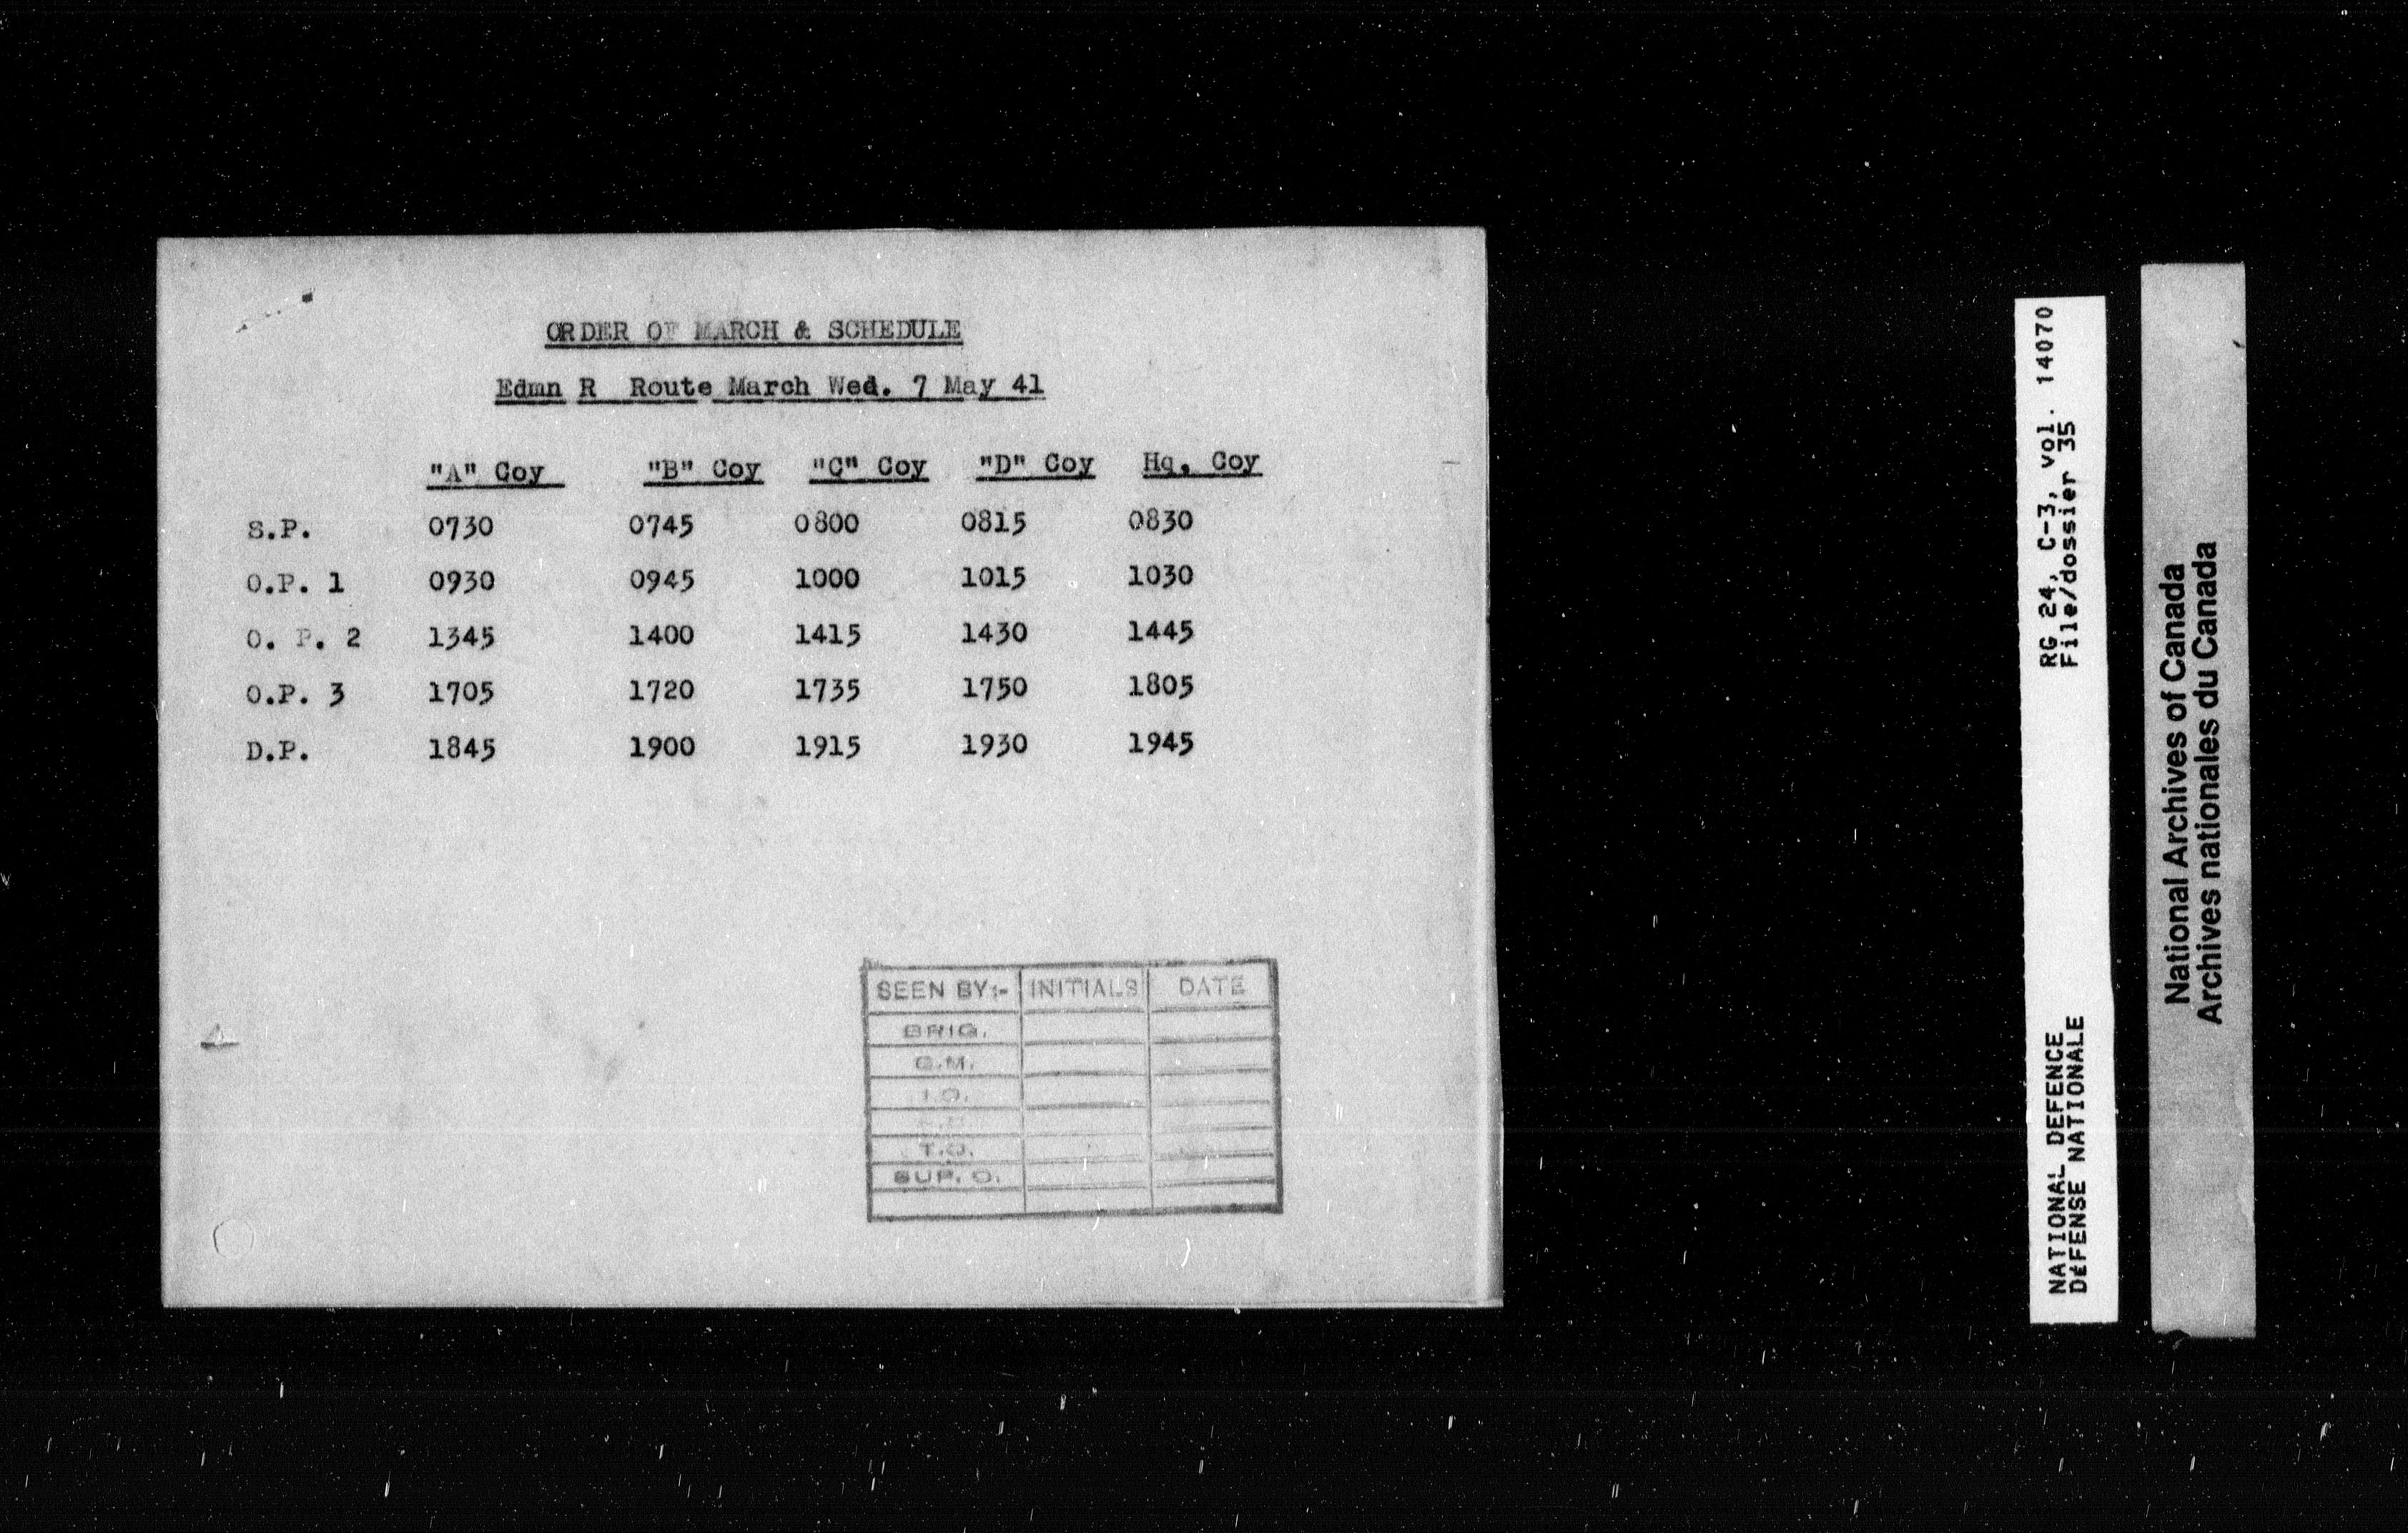 ORDER OF MARCH & SCHEDULE
Edmn R Route March Wed. 7 May 41
"A" Coy "B" Coy "C" Coy "D" Coy Hq. Coy
S.P. 0730 0745 0800 0815 0830
O.P. 1 0930 0945 1000 1015 1030
O. P. 2 1345 1400 1415 1430 1445
O.P. 3 1705 1720 1735 1750 1805
D.P. 1845 1900 1915 1930 1945
SEEN BY:- INITIALS DATE
BRIG.
I.O.
T.O.
SUP. O.
RG 24, C-3, vol. 14070
File/dossier 35
NATIONAL DEFENCE
DÉFENSE NATIONALE
National Archives of Canada
Archives nationales du Canada